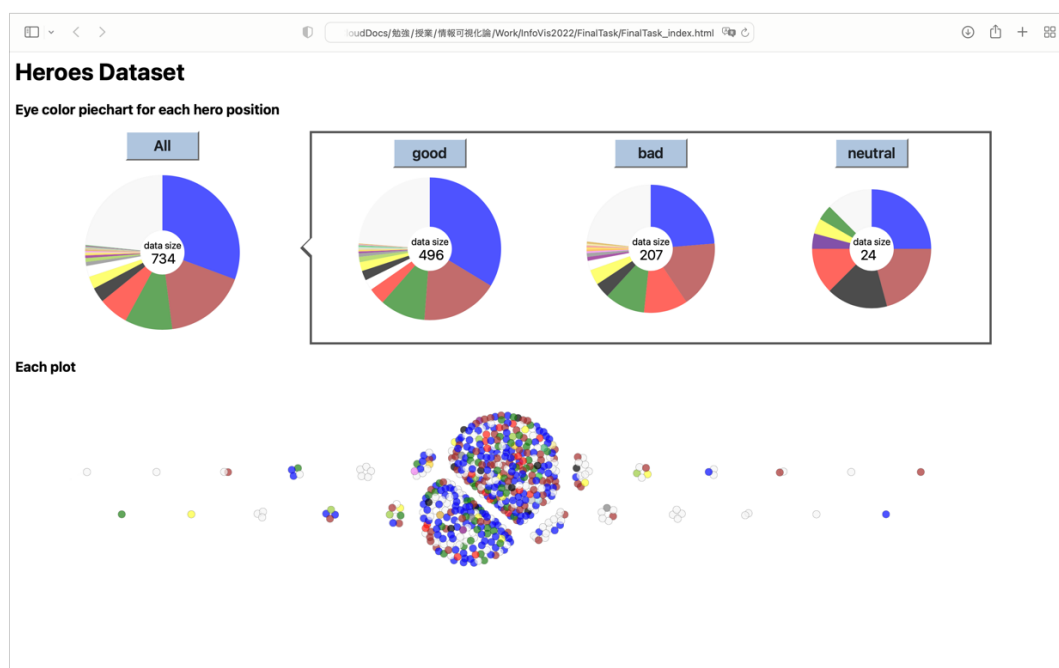 oudDocs/勉強/授業/情報可視化論/Work/InfoVis2022/FinalTask/FinalTask_index.html
Heroes Dataset
Eye color piechart for each hero position
All
good
bad
neutral
data size
734
data size
496
data size
207
data size
24
Each plot